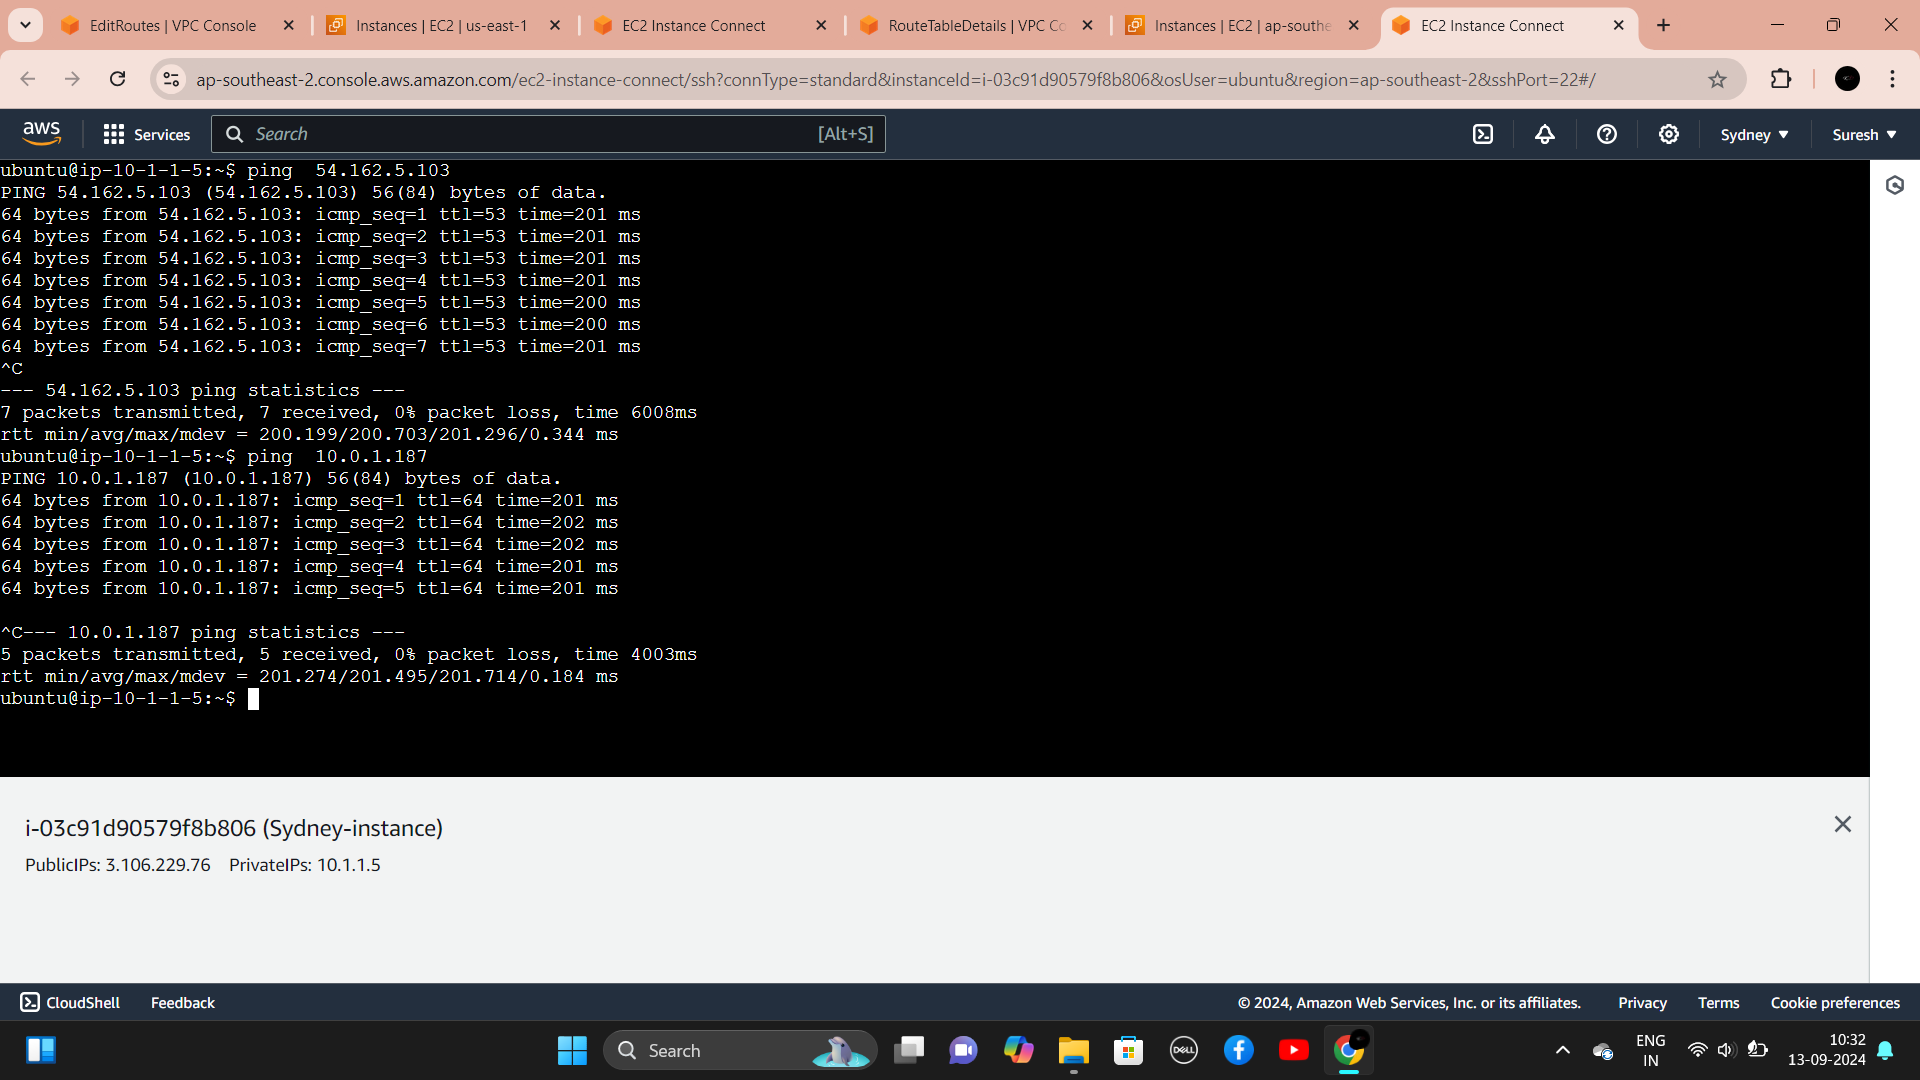 EditRoutes | VPC Console
Instances | EC2 | us-east-1
EC2 Instance Connect
RouteTableDetails | VPC Co
Instances | EC2 | ap-southe
EC2 Instance Connect
ap-southeast-2.console.aws.amazon.com/ec2-instance-connect/ssh?connType=standard&instanceId=i-03c91d90579f8b806&osUser=ubuntu&region=ap-southeast-2&sshPort=22#/
aws Services Search [Alt+S] Sydney Suresh
ubuntu@ip-10-1-1-5:~$ ping  54.162.5.103
PING 54.162.5.103 (54.162.5.103) 56(84) bytes of data.
64 bytes from 54.162.5.103: icmp_seq=1 ttl=53 time=201 ms
64 bytes from 54.162.5.103: icmp_seq=2 ttl=53 time=201 ms
64 bytes from 54.162.5.103: icmp_seq=3 ttl=53 time=201 ms
64 bytes from 54.162.5.103: icmp_seq=4 ttl=53 time=201 ms
64 bytes from 54.162.5.103: icmp_seq=5 ttl=53 time=200 ms
64 bytes from 54.162.5.103: icmp_seq=6 ttl=53 time=200 ms
64 bytes from 54.162.5.103: icmp_seq=7 ttl=53 time=201 ms
^C
--- 54.162.5.103 ping statistics ---
7 packets transmitted, 7 received, 0% packet loss, time 6008ms
rtt min/avg/max/mdev = 200.199/200.703/201.296/0.344 ms
ubuntu@ip-10-1-1-5:~$ ping  10.0.1.187
PING 10.0.1.187 (10.0.1.187) 56(84) bytes of data.
64 bytes from 10.0.1.187: icmp_seq=1 ttl=64 time=201 ms
64 bytes from 10.0.1.187: icmp_seq=2 ttl=64 time=202 ms
64 bytes from 10.0.1.187: icmp_seq=3 ttl=64 time=202 ms
64 bytes from 10.0.1.187: icmp_seq=4 ttl=64 time=201 ms
64 bytes from 10.0.1.187: icmp_seq=5 ttl=64 time=201 ms
^C--- 10.0.1.187 ping statistics ---
5 packets transmitted, 5 received, 0% packet loss, time 4003ms
rtt min/avg/max/mdev = 201.274/201.495/201.714/0.184 ms
ubuntu@ip-10-1-1-5:~$
i-03c91d90579f8b806 (Sydney-instance)
PublicIPs: 3.106.229.76 PrivateIPs: 10.1.1.5
CloudShell Feedback © 2024, Amazon Web Services, Inc. or its affiliates. Privacy Terms Cookie preferences
Search
DELL
ENG
IN
10:32
13-09-2024